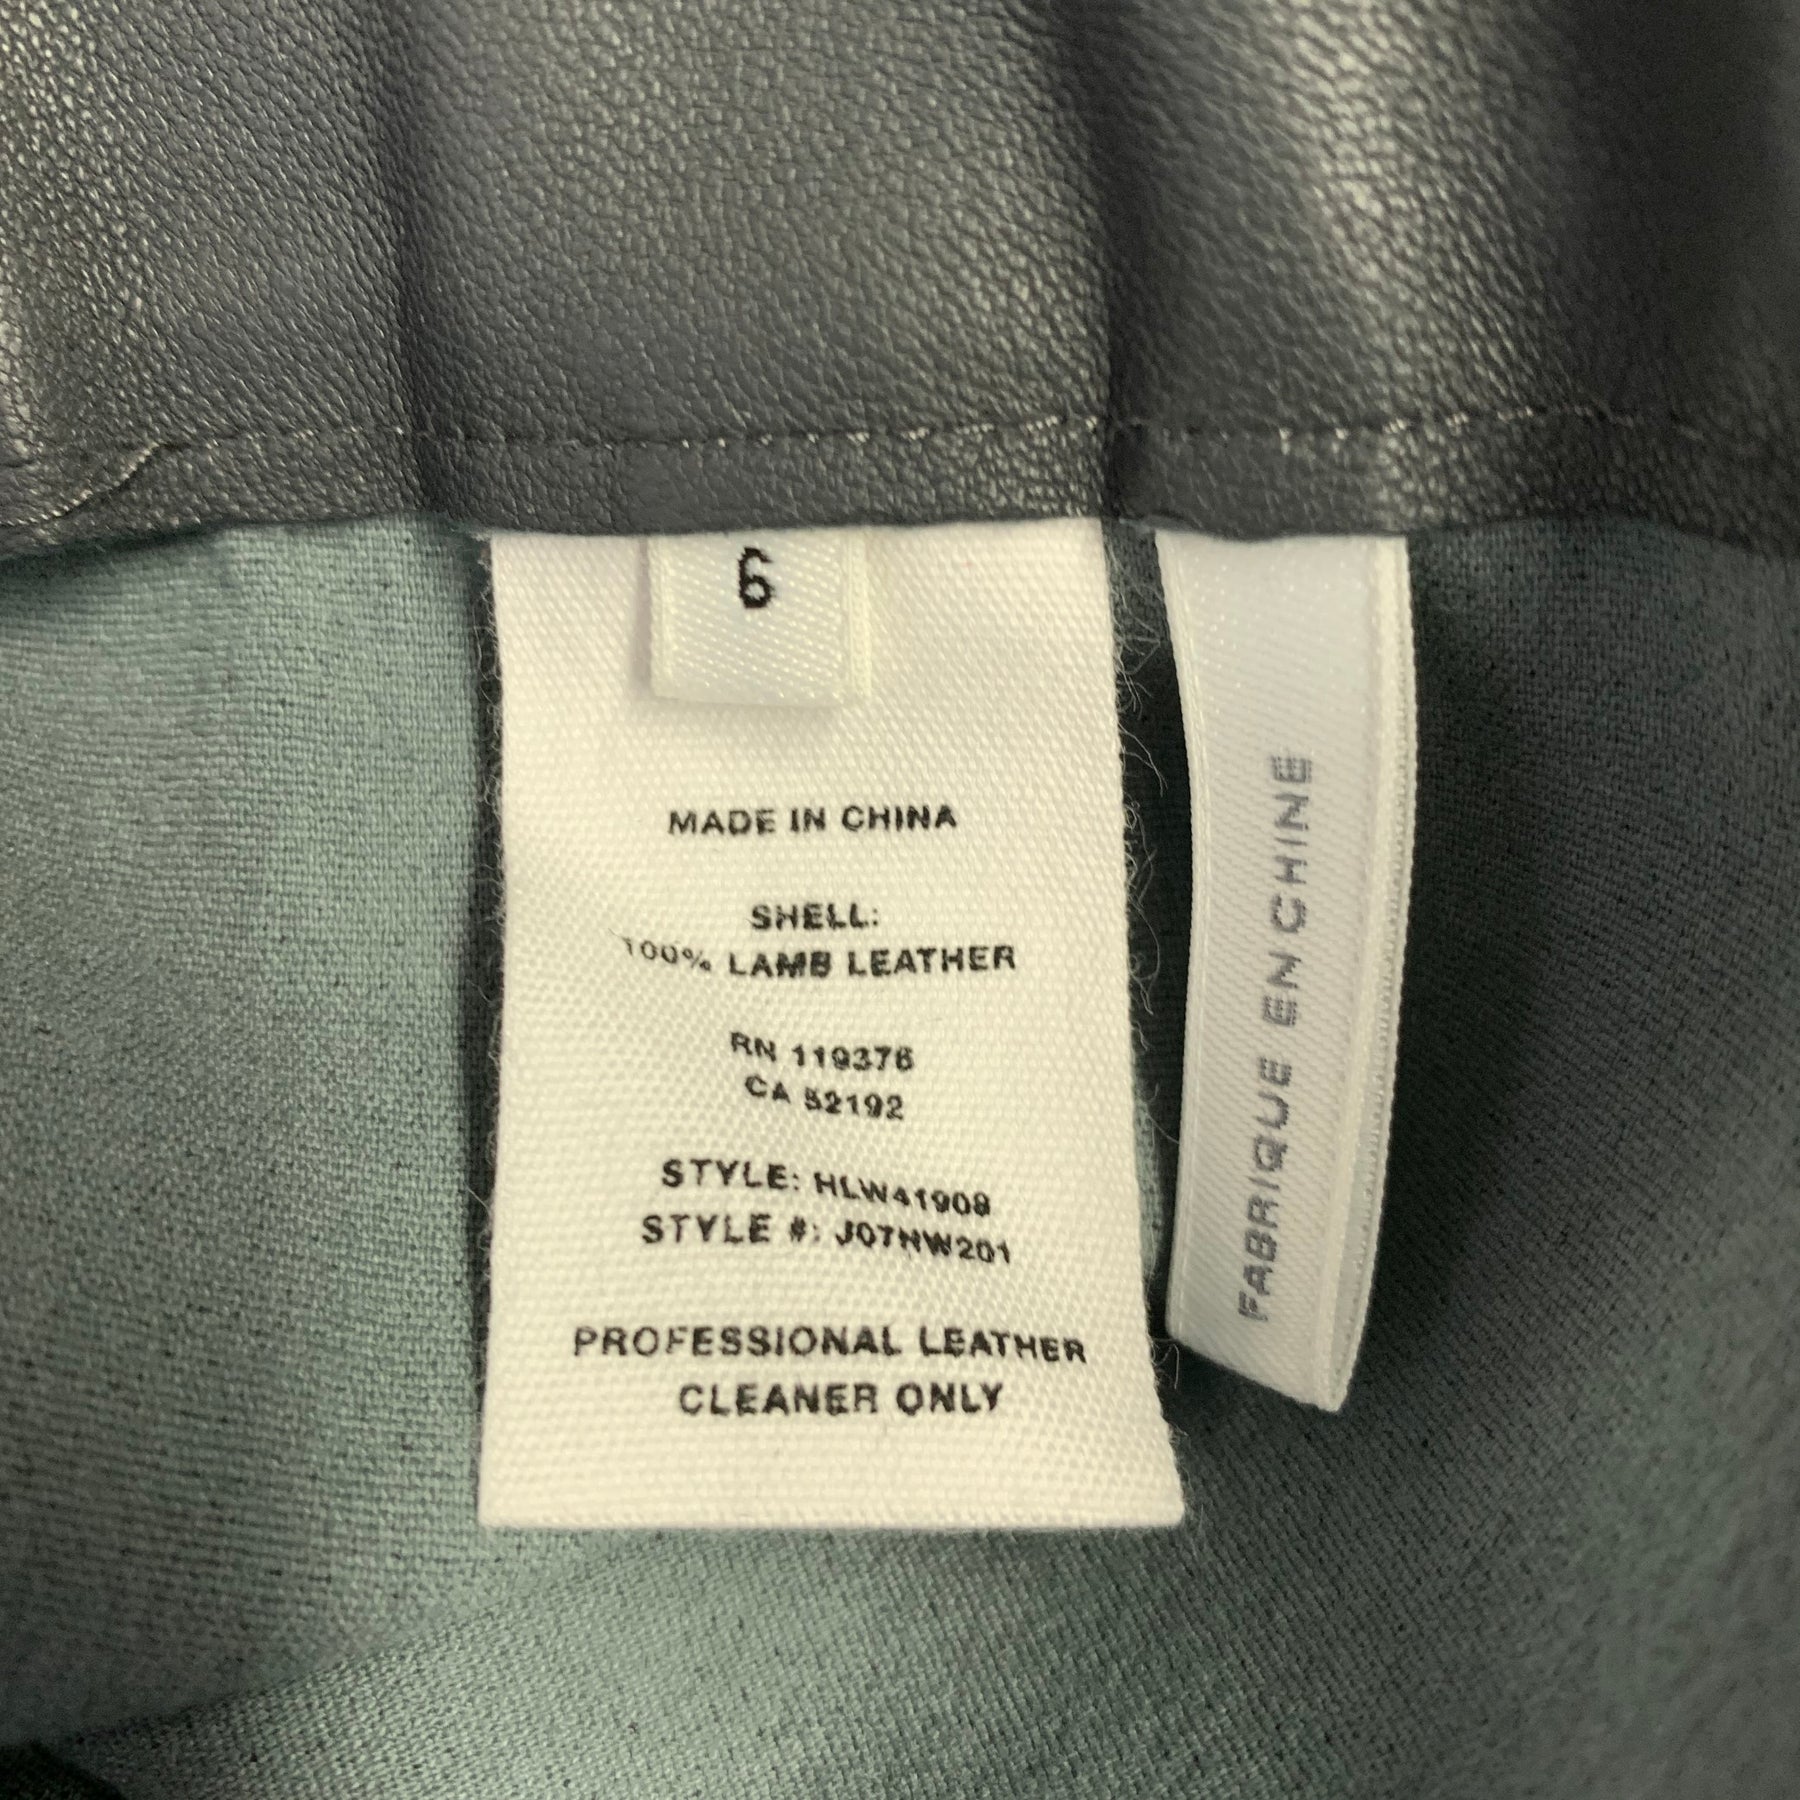 6
MADE IN CHINA
SHELL:
100% LAMB LEATHER
RN 119376
CA 52192
STYLE: HLW41908
STYLE #: J07HW201
PROFESSIONAL LEATHER
CLEANER ONLY
FABRIQUE EN CHINE